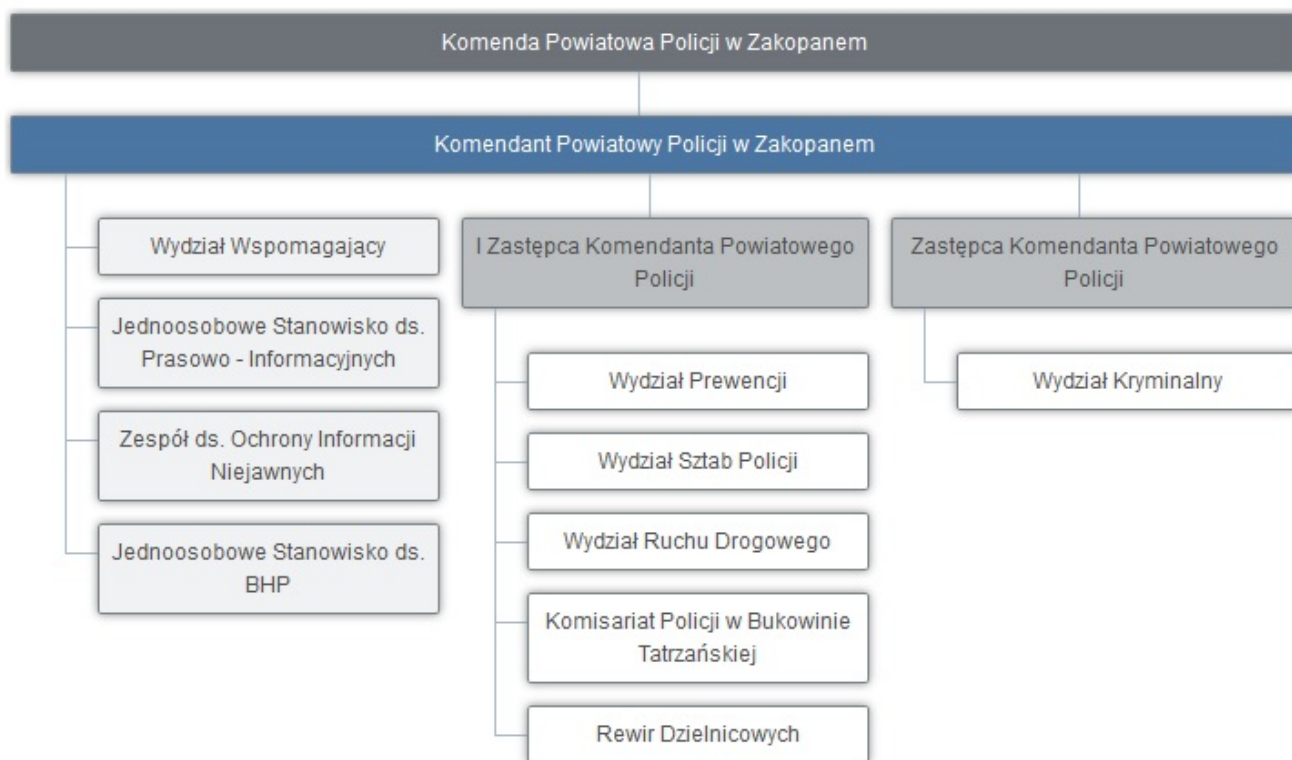 Komenda Powiatowa Policji w Zakopanem
Komendant Powiatowy Policji w Zakopanem
Wydział Wspomagający
Jednoosobowe Stanowisko ds.
Prasowo - Informacyjnych
Zespół ds. Ochrony Informacji
Niejawnych
Jednoosobowe Stanowisko ds.
BHP
I Zastępca Komendanta Powiatowego
Policji
Wydział Prewencji
Wydział Sztab Policji
Wydział Ruchu Drogowego
Komisariat Policji w Bukowinie
Tatrzańskiej
Rewir Dzielnicowych
Zastępca Komendanta Powiatowego
Policji
Wydział Kryminalny